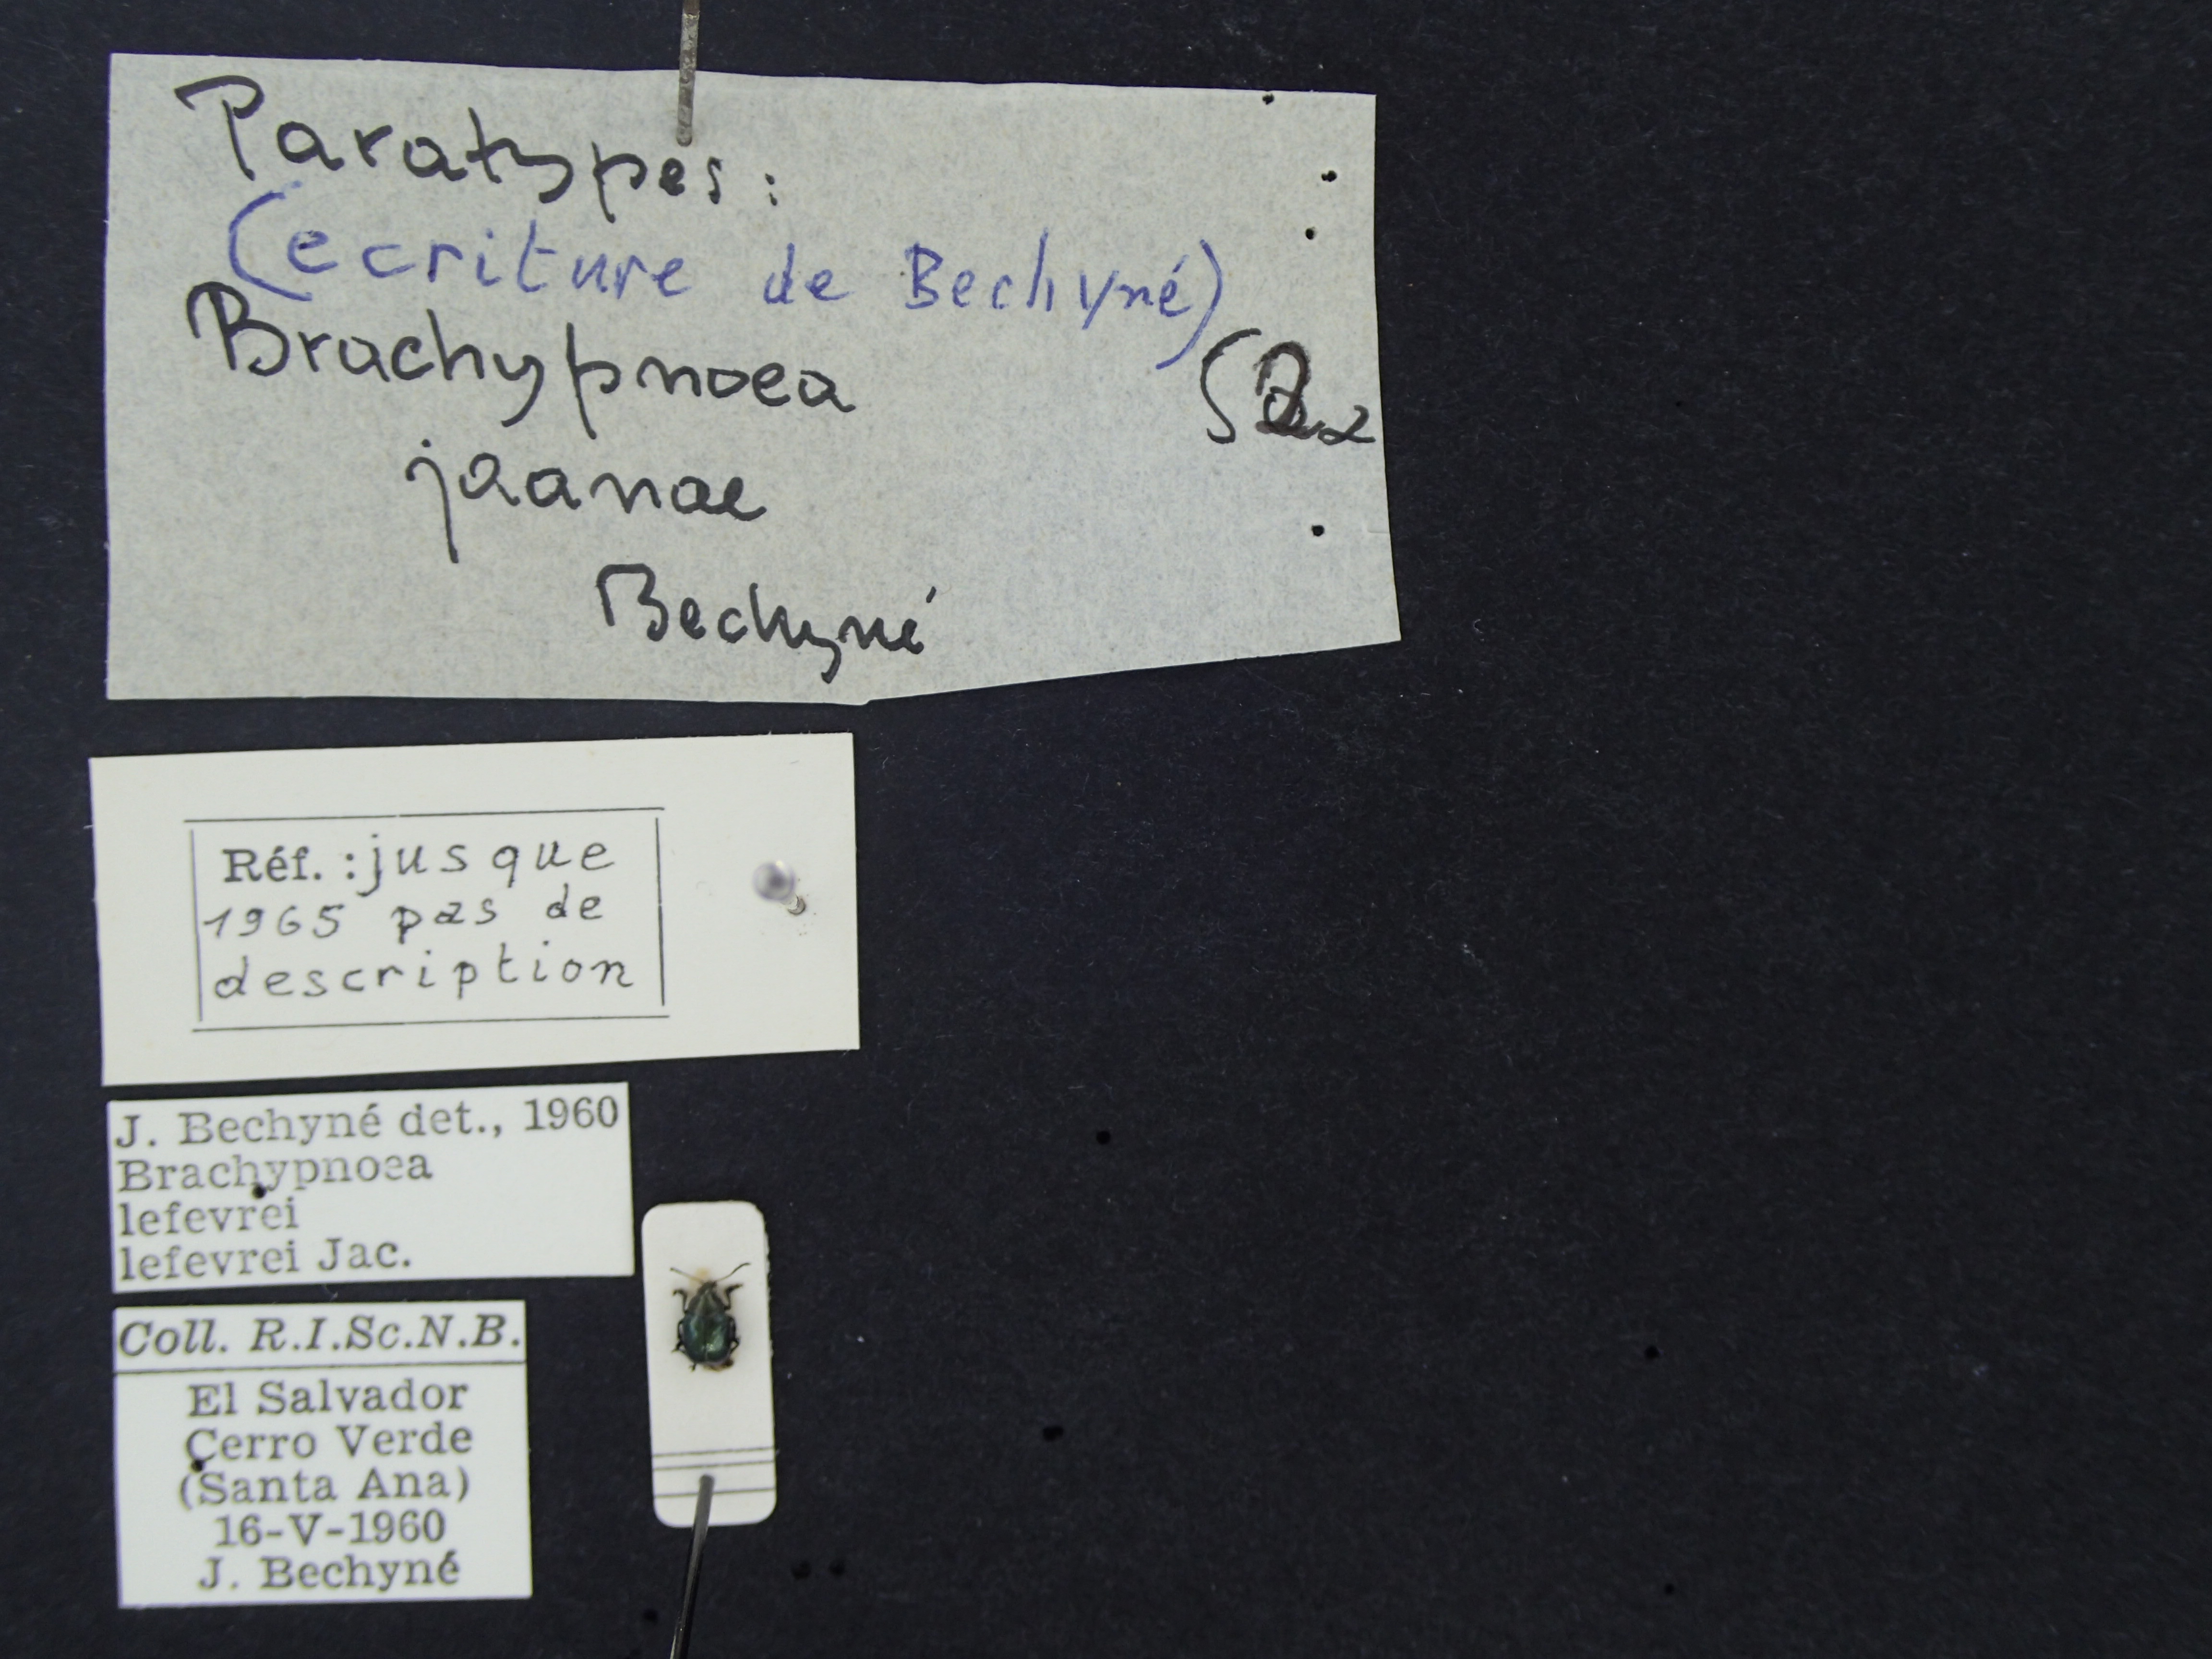 Paratypes:
(ecriture de Bechyné)
Brachypnoea
jaanae
Bechyné
Réf. : jusque
1965 pas de
description
J. Bechyné det., 1960
Brachypnoea
lefevrei
lefevrei Jac.
Coll. R.I.Sc.N.B.
El Salvador
Cerro Verde
(Santa Ana)
16-V-1960
J. Bechyné